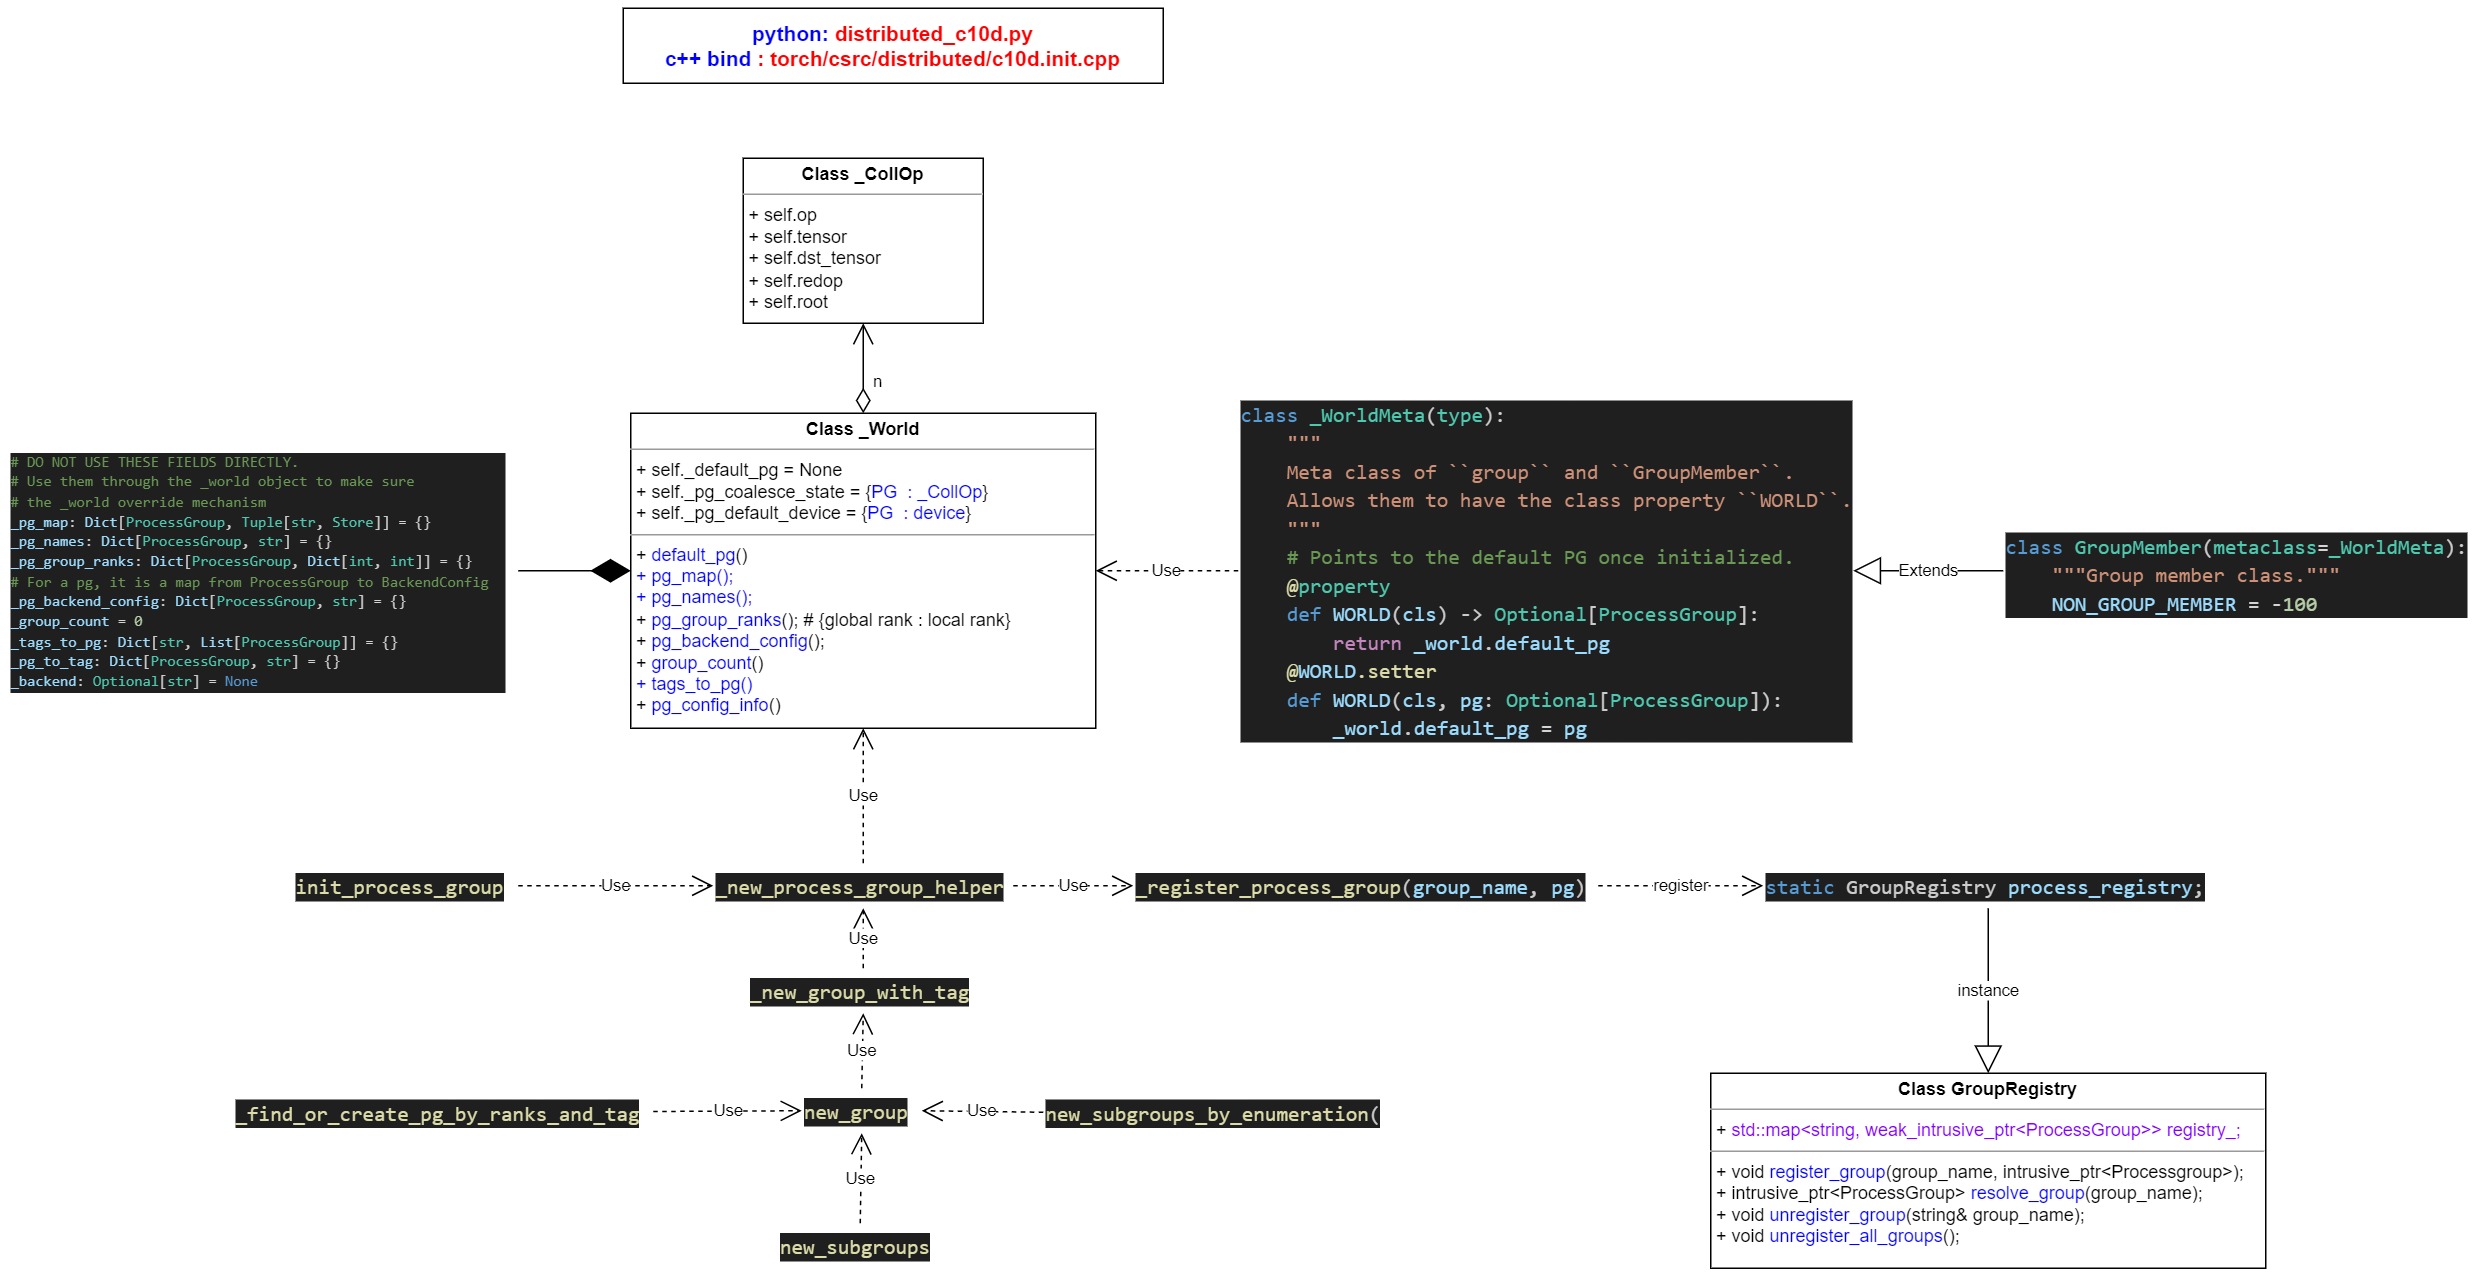 python: distributed_c10d.py
c++ bind : torch/csrc/distributed/c10d.init.cpp
Class _CollOp
+ self.op
+ self.tensor
+ self.dst_tensor
+ self.redop
+ self.root
n
# DO NOT USE THESE FIELDS DIRECTLY.
# Use them through the _world object to make sure
# the _world override mechanism
_pg_map: Dict[ProcessGroup, Tuple[str, Store]] = {}
_pg_names: Dict[ProcessGroup, str] = {}
_pg_group_ranks: Dict[ProcessGroup, Dict[int, int]] = {}
# For a pg, it is a map from ProcessGroup to BackendConfig
_pg_backend_config: Dict[ProcessGroup, str] = {}
_group_count = 0
_tags_to_pg: Dict[str, List[ProcessGroup]] = {}
_pg_to_tag: Dict[ProcessGroup, str] = {}
_backend: Optional[str] = None
Class _World
+ self._default_pg = None
+ self._pg_coalesce_state = {PG : _CollOp}
+ self._pg_default_device = {PG : device}
+ default_pg()
+ pg_map();
+ pg_names();
+ pg_group_ranks(); # {global rank : local rank}
+ pg_backend_config();
+ group_count()
+ tags_to_pg()
+ pg_config_info()
Use
class _WorldMeta(type):
"""
Meta class of ``group`` and ``GroupMember``.
Allows them to have the class property ``WORLD``.
"""
# Points to the default PG once initialized.
@property
def WORLD(cls) -> Optional[ProcessGroup]:
return _world.default_pg
@WORLD.setter
def WORLD(cls, pg: Optional[ProcessGroup]):
_world.default_pg = pg
Extends
class GroupMember(metaclass=_WorldMeta):
"""Group member class."""
NON_GROUP_MEMBER = -100
Use
init_process_group
Use
_new_process_group_helper
Use
_register_process_group(group_name, pg)
register
static GroupRegistry process_registry;
Use
_new_group_with_tag
instance
Use
_find_or_create_pg_by_ranks_and_tag
Use
new_group
Use
new_subgroups_by_enumeration(
Use
new_subgroups
Class GroupRegistry
+ std::map<string, weak_intrusive_ptr<ProcessGroup>> registry_;
+ void register_group(group_name, intrusive_ptr<Processgroup>);
+ intrusive_ptr<ProcessGroup> resolve_group(group_name);
+ void unregister_group(string& group_name);
+ void unregister_all_groups();